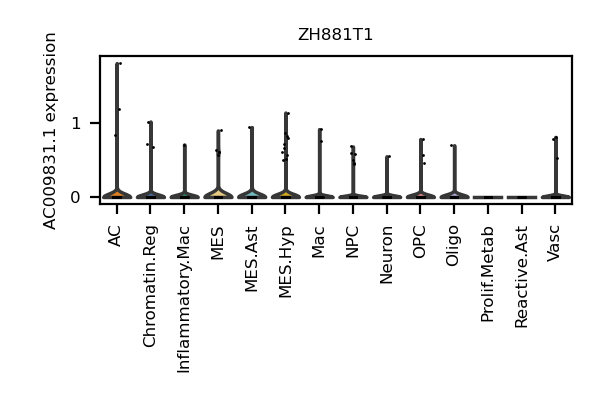 ZH881T1
AC009831.1 expression
1
0
AC
Chromatin.Reg
Inflammatory.Mac
MES
MES.Ast
MES.Hyp
Mac
NPC
Neuron
OPC
Oligo
Prolif.Metab
Reactive.Ast
Vasc